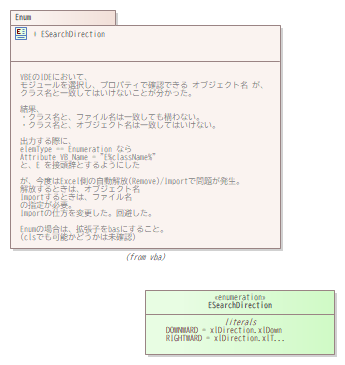 Enum
E ESearchDirection
VBEのIDEにおいて、
モジュールを選択し、プロパティで確認できる オブジェクト名 が、
クラス名と一致してはいけないことが分かった。
結果、
・クラス名と、ファイル名は一致しても構わない。
・クラス名と、オブジェクト名は一致してはいけない。
出力する際に、
elemType == Enumeration なら
Attribute VB_Name = "E%className%"
と、E を接頭辞とするようにした
が、今度はExcel側の自動解放(Remove)/Importで問題が発生。
解放するときは、オブジェクト名
Importするときは、ファイル名
の指定が必要。
Importの仕方を変更した。回避した。
Enumの場合は、拡張子をbasにすること。
(clsでも可能かどうかは未確認)
(from vba)
«enumeration»
ESearchDirection
literals
DOWNWARD = xlDirection.xlDown
RIGHTWARD = xlDirection.xlT...